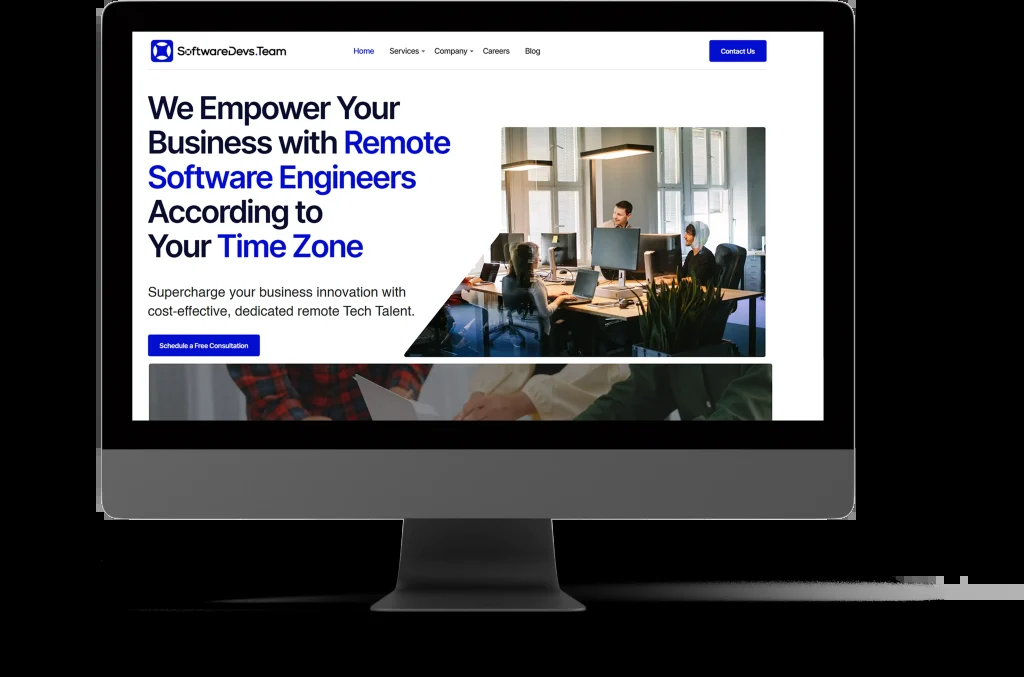 SoftwareDevs.Team
Home Services Company Careers Blog
Contact Us
We Empower Your
Business with Remote
Software Engineers
According to
Your Time Zone
Supercharge your business innovation with
cost-effective, dedicated remote Tech Talent.
Schedule a Free Consultation